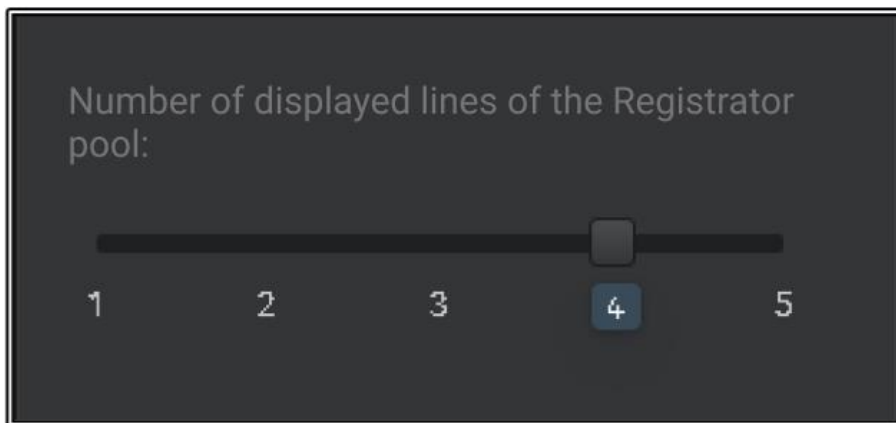 Number of displayed lines of the Registrator
pool:
1 2 3 4 5